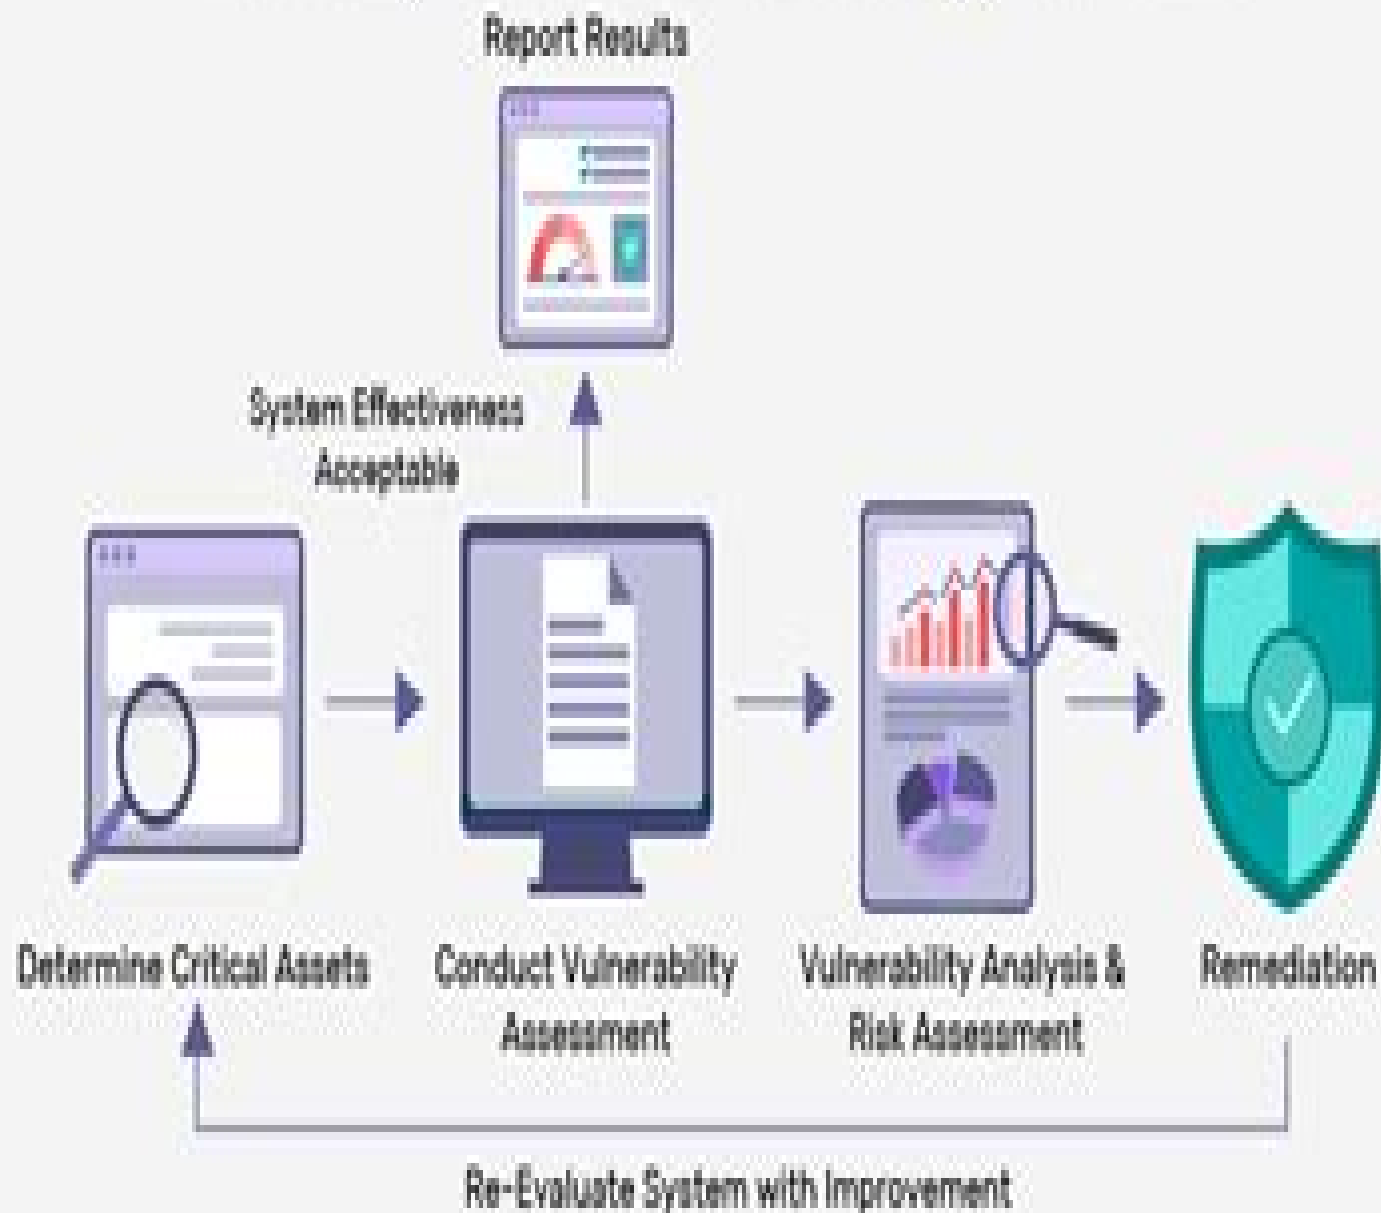 Report Results
System Effectiveness
Acceptable
Determine Critical Assets
Conduct Vulnerability
Assessment
Vulnerability Analysis &
Risk Assessment
Remediation
Re-Evaluate System with Improvement